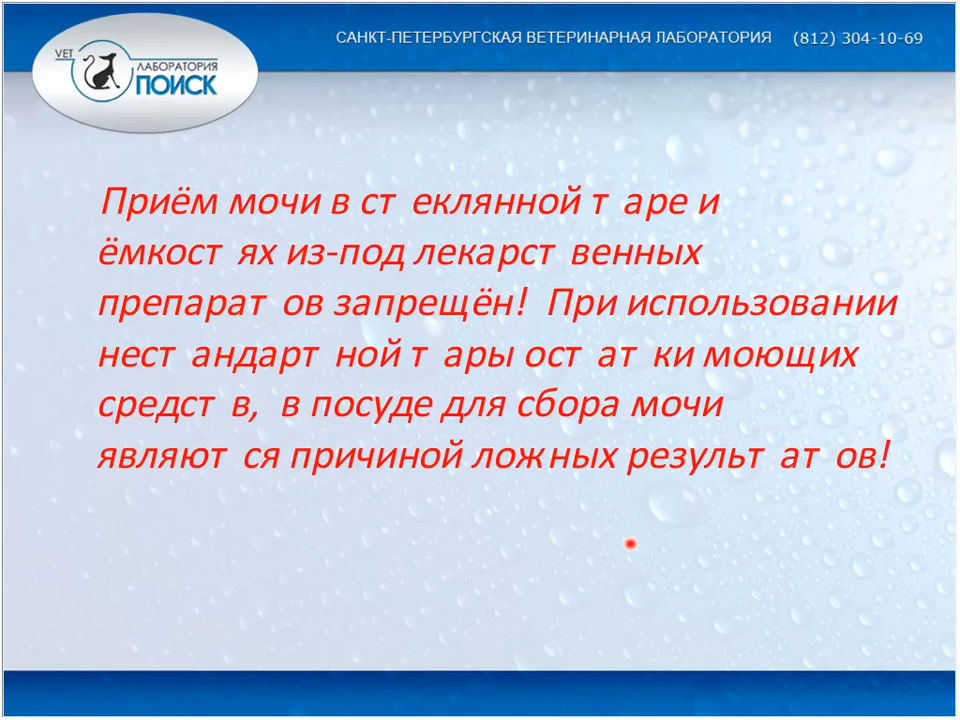 САНКТ-ПЕТЕРБУРГСКАЯ ВЕТЕРИНАРНАЯ ЛАБОРАТОРИЯ (812) 304-10-69
VET
ЛАБОРАТОРИЯ
ПОИСК
Приём мочи в ст еклянной т аре и
ёмкост ях из-под лекарст венных
препарат ов запрещён! При использовании
нест андарт ной т ары ост ат ки моющих
средст в, в посуде для сбора мочи
являют ся причиной ложных результ ат ов!